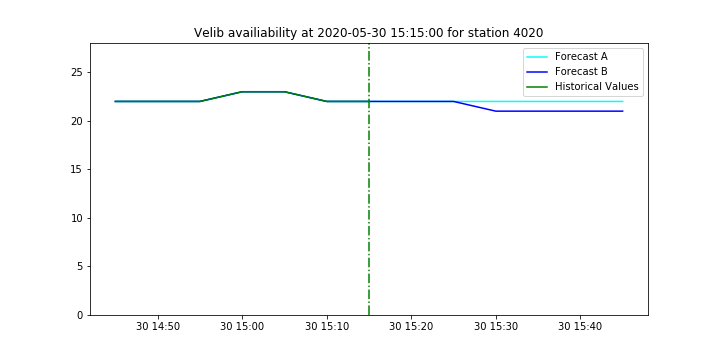 Velib availiability at 2020-05-30 15:15:00 for station 4020
Forecast A
Forecast B
Historical Values
25
20
15
10
5
0
30 14:50 30 15:00 30 15:10 30 15:20 30 15:30 30 15:40